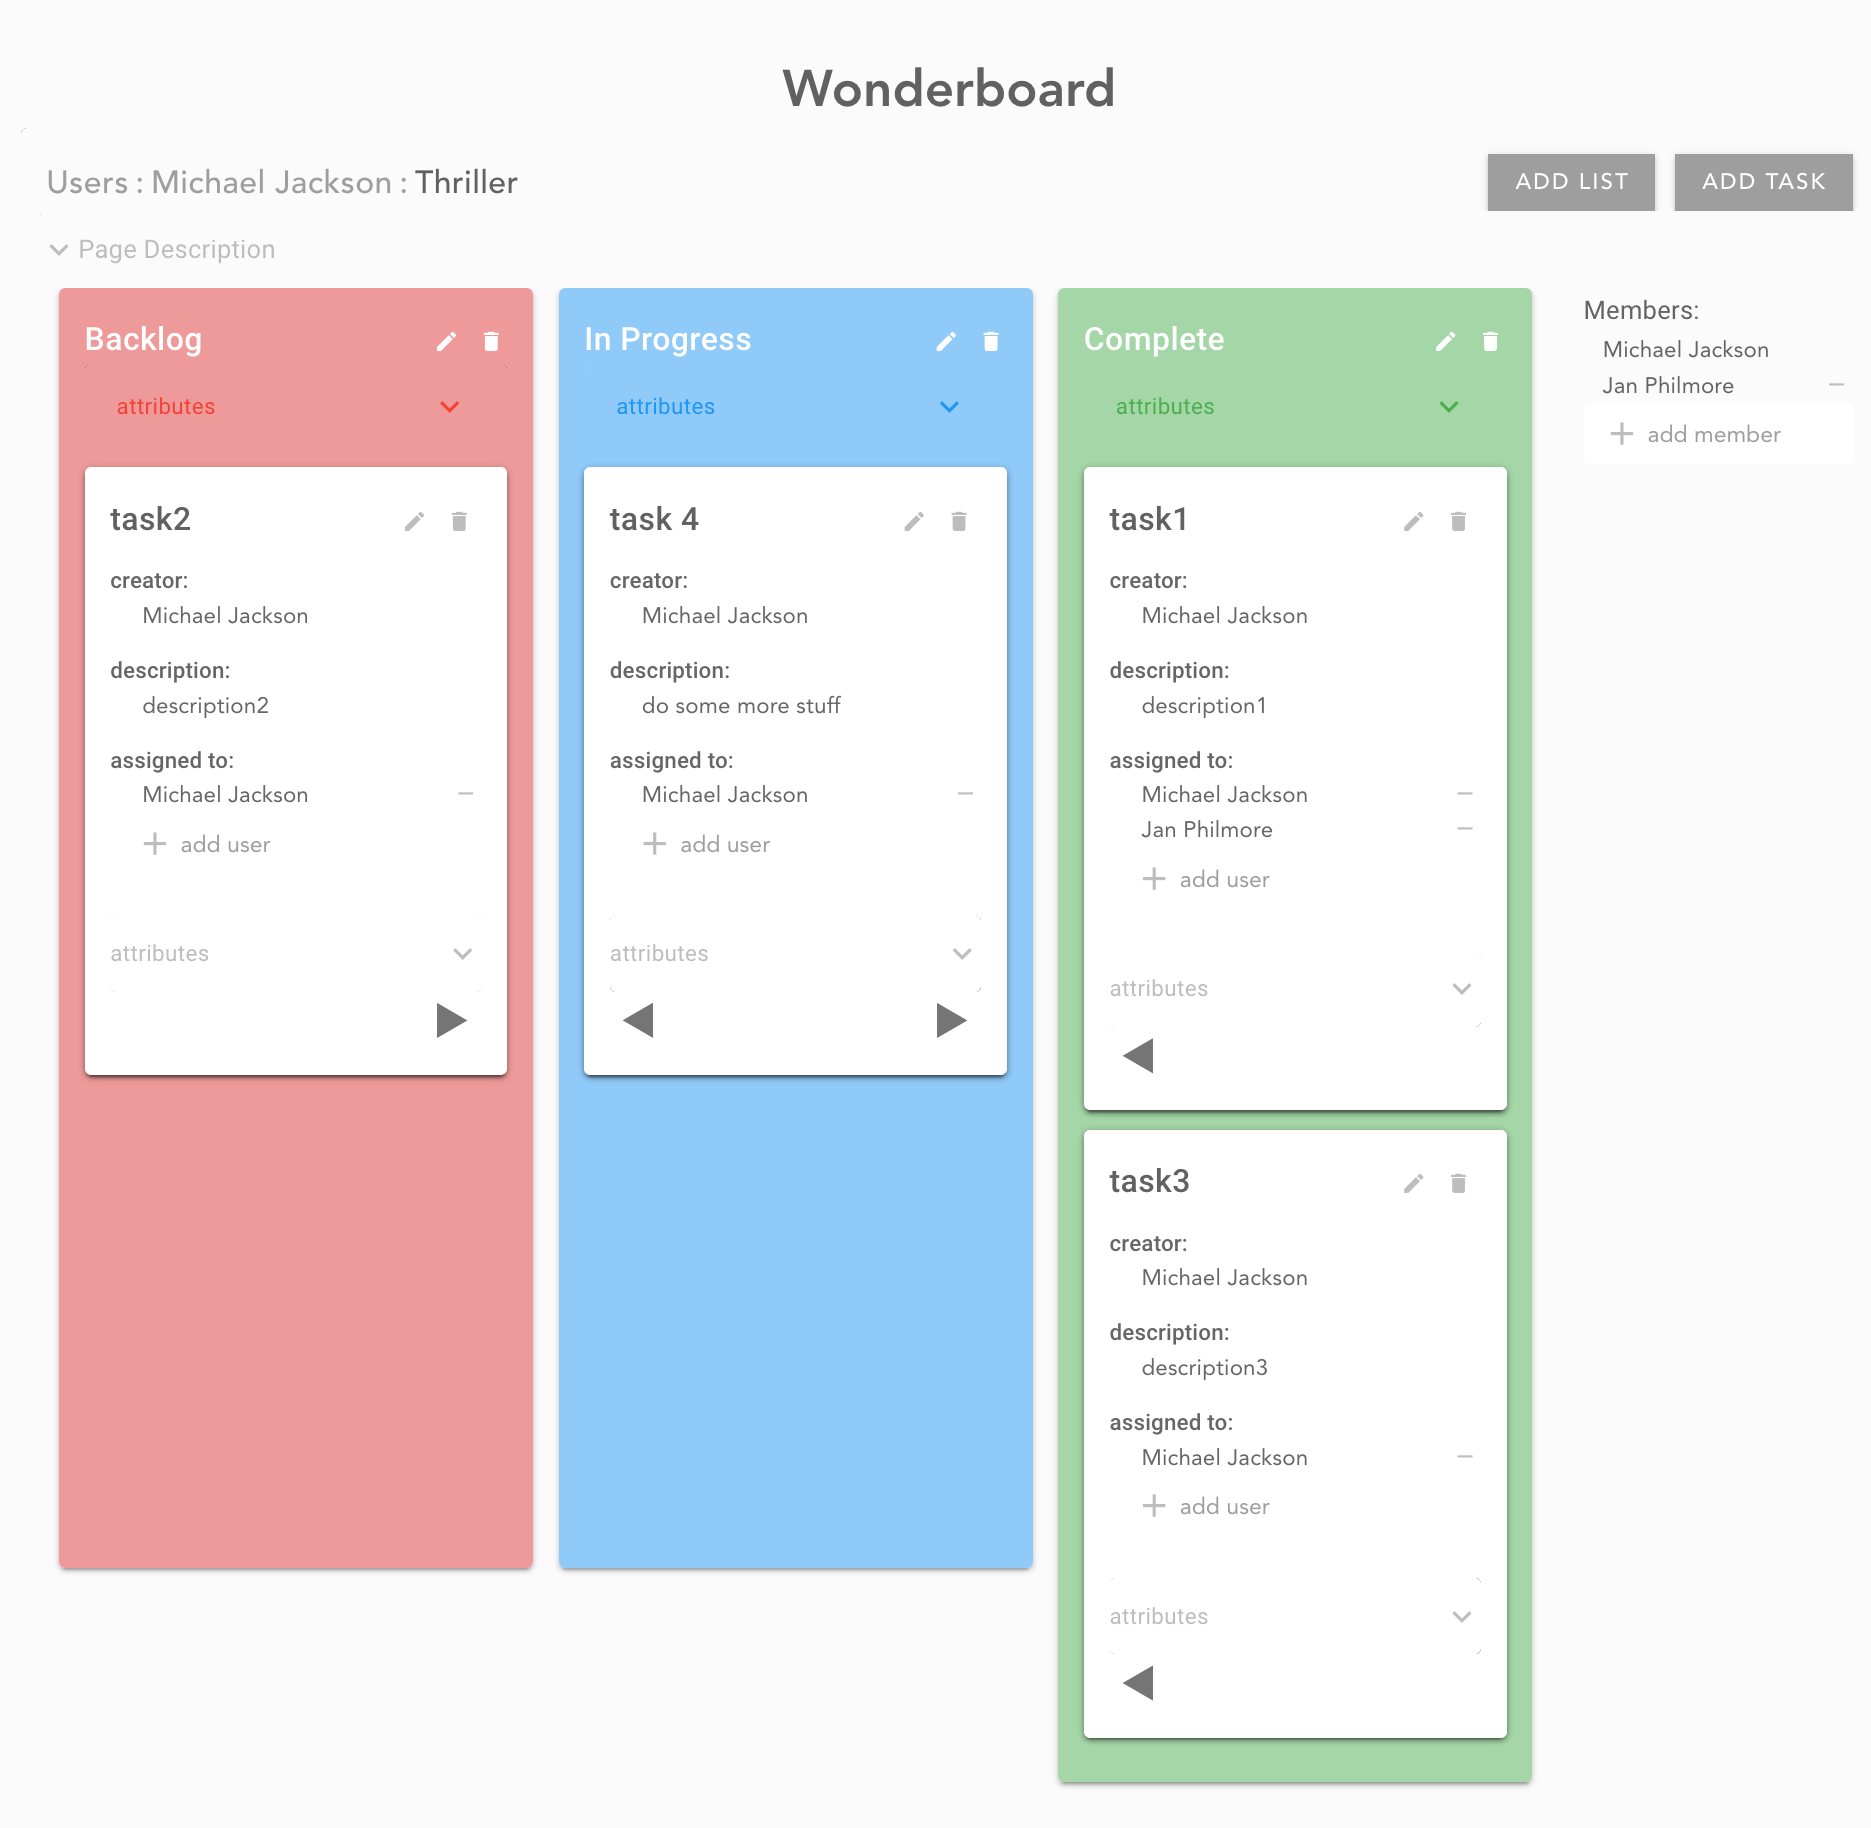 Wonderboard
Users : Michael Jackson : Thriller
ADD LIST
ADD TASK
Page Description
Backlog
attributes
task2
creator:
Michael Jackson
description:
description2
assigned to:
Michael Jackson
add user
attributes
In Progress
attributes
task 4
creator:
Michael Jackson
description:
do some more stuff
assigned to:
Michael Jackson
add user
attributes
Complete
attributes
task1
creator:
Michael Jackson
description:
description1
assigned to:
Michael Jackson
Jan Philmore
add user
attributes
task3
creator:
Michael Jackson
description:
description3
assigned to:
Michael Jackson
add user
attributes
Members:
Michael Jackson
Jan Philmore
add member